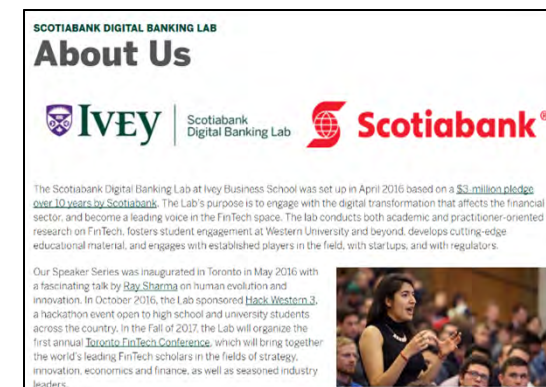 SCOTIABANK DIGITAL BANKING LAB
About Us
IVEY
Scotiabank
Digital Banking Lab
Scotiabank®
The Scotiabank Digital Banking Lab at Ivey Business School was set up in April 2016 based on a $3-million pledge
over 10 years by Scotiabank. The Lab's purpose is to engage with the digital transformation that affects the financial
sector, and become a leading voice in the FinTech space. The lab conducts both academic and practitioner-oriented
research on FinTech, fosters student engagement at Western University and beyond, develops cutting-edge
educational material, and engages with established players in the field, with startups, and with regulators.
Our Speaker Series was inaugurated in Toronto in May 2016 with
a fascinating talk by Ray Sharma on human evolution and
innovation. In October 2016, the Lab sponsored Hack Western 3,
a hackathon event open to high school and university students
across the country. In the Fall of 2017, the Lab will organize the
first annual Toronto FinTech Conference, which will bring together
the world's leading FinTech scholars in the fields of strategy,
innovation, economics and finance, as well as seasoned industry
leaders.